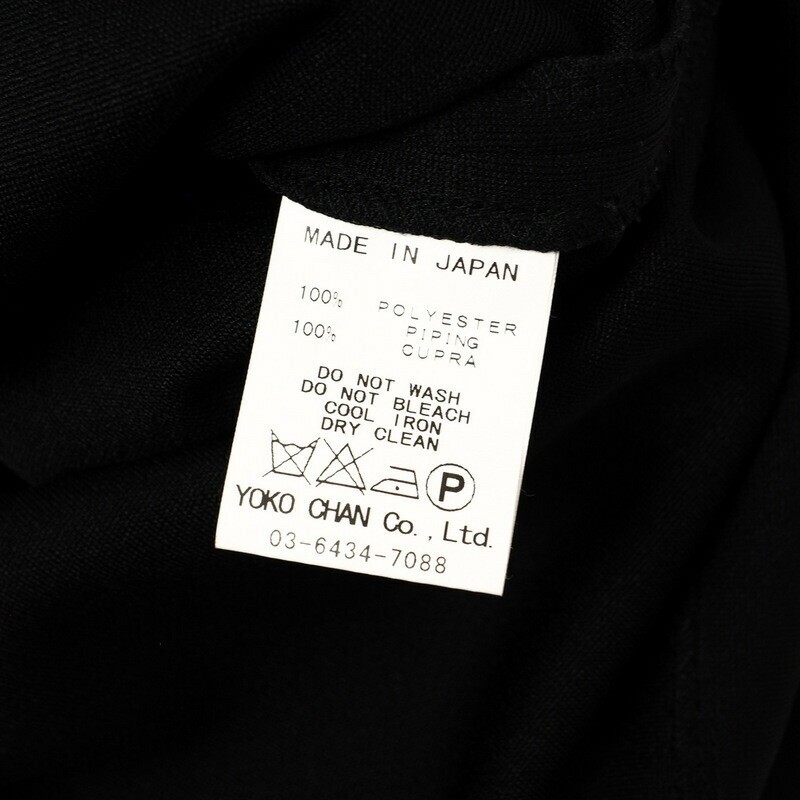 MADE IN JAPAN
100% POLYESTER
PIPING
100% CUPRA
DO NOT WASH
DO NOT BLEACH
COOL IRON
DRY CLEAN
P
YOKO CHAN Co.,Ltd.
03-6434-7088